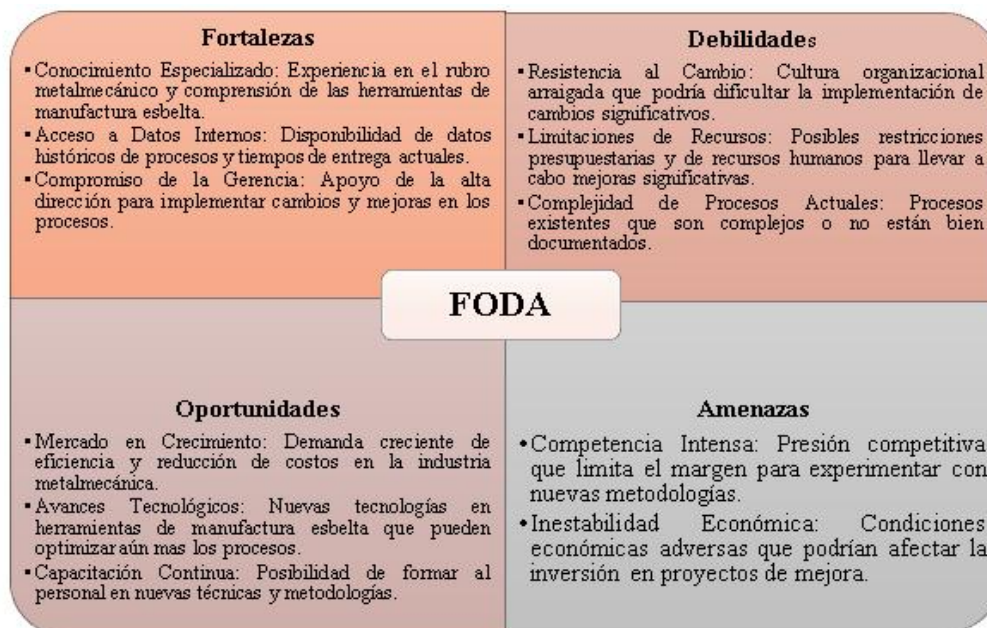 Fortalezas
▪ Conocimiento Especializado: Experiencia en el rubro
metalmecánico y comprensión de las herramientas de
manufactura esbelta.
▪ Acceso a Datos Internos: Disponibilidad de datos
históricos de procesos y tiempos de entrega actuales.
▪ Compromiso de la Gerencia: Apoyo de la alta
dirección para implementar cambios y mejoras en los
procesos.
Debilidades
▪ Resistencia al Cambio: Cultura organizacional
arraigada que podría dificultar la implementación de
cambios significativos.
▪ Limitaciones de Recursos: Posibles restricciones
presupuestarias y de recursos humanos para llevar a
cabo mejoras significativas.
▪ Complejidad de Procesos Actuales: Procesos
existentes que son complejos o no están bien
documentados.
FODA
Oportunidades
▪ Mercado en Crecimiento: Demanda creciente de
eficiencia y reducción de costos en la industria
metalmecánica.
▪ Avances Tecnológicos: Nuevas tecnologías en
herramientas de manufactura esbelta que pueden
optimizar aún mas los procesos.
▪ Capacitación Continua: Posibilidad de formar al
personal en nuevas técnicas y metodologías.
Amenazas
• Competencia Intensa: Presión competitiva
que limita el margen para experimentar con
nuevas metodologías.
• Inestabilidad Económica: Condiciones
económicas adversas que podrían afectar la
inversión en proyectos de mejora.